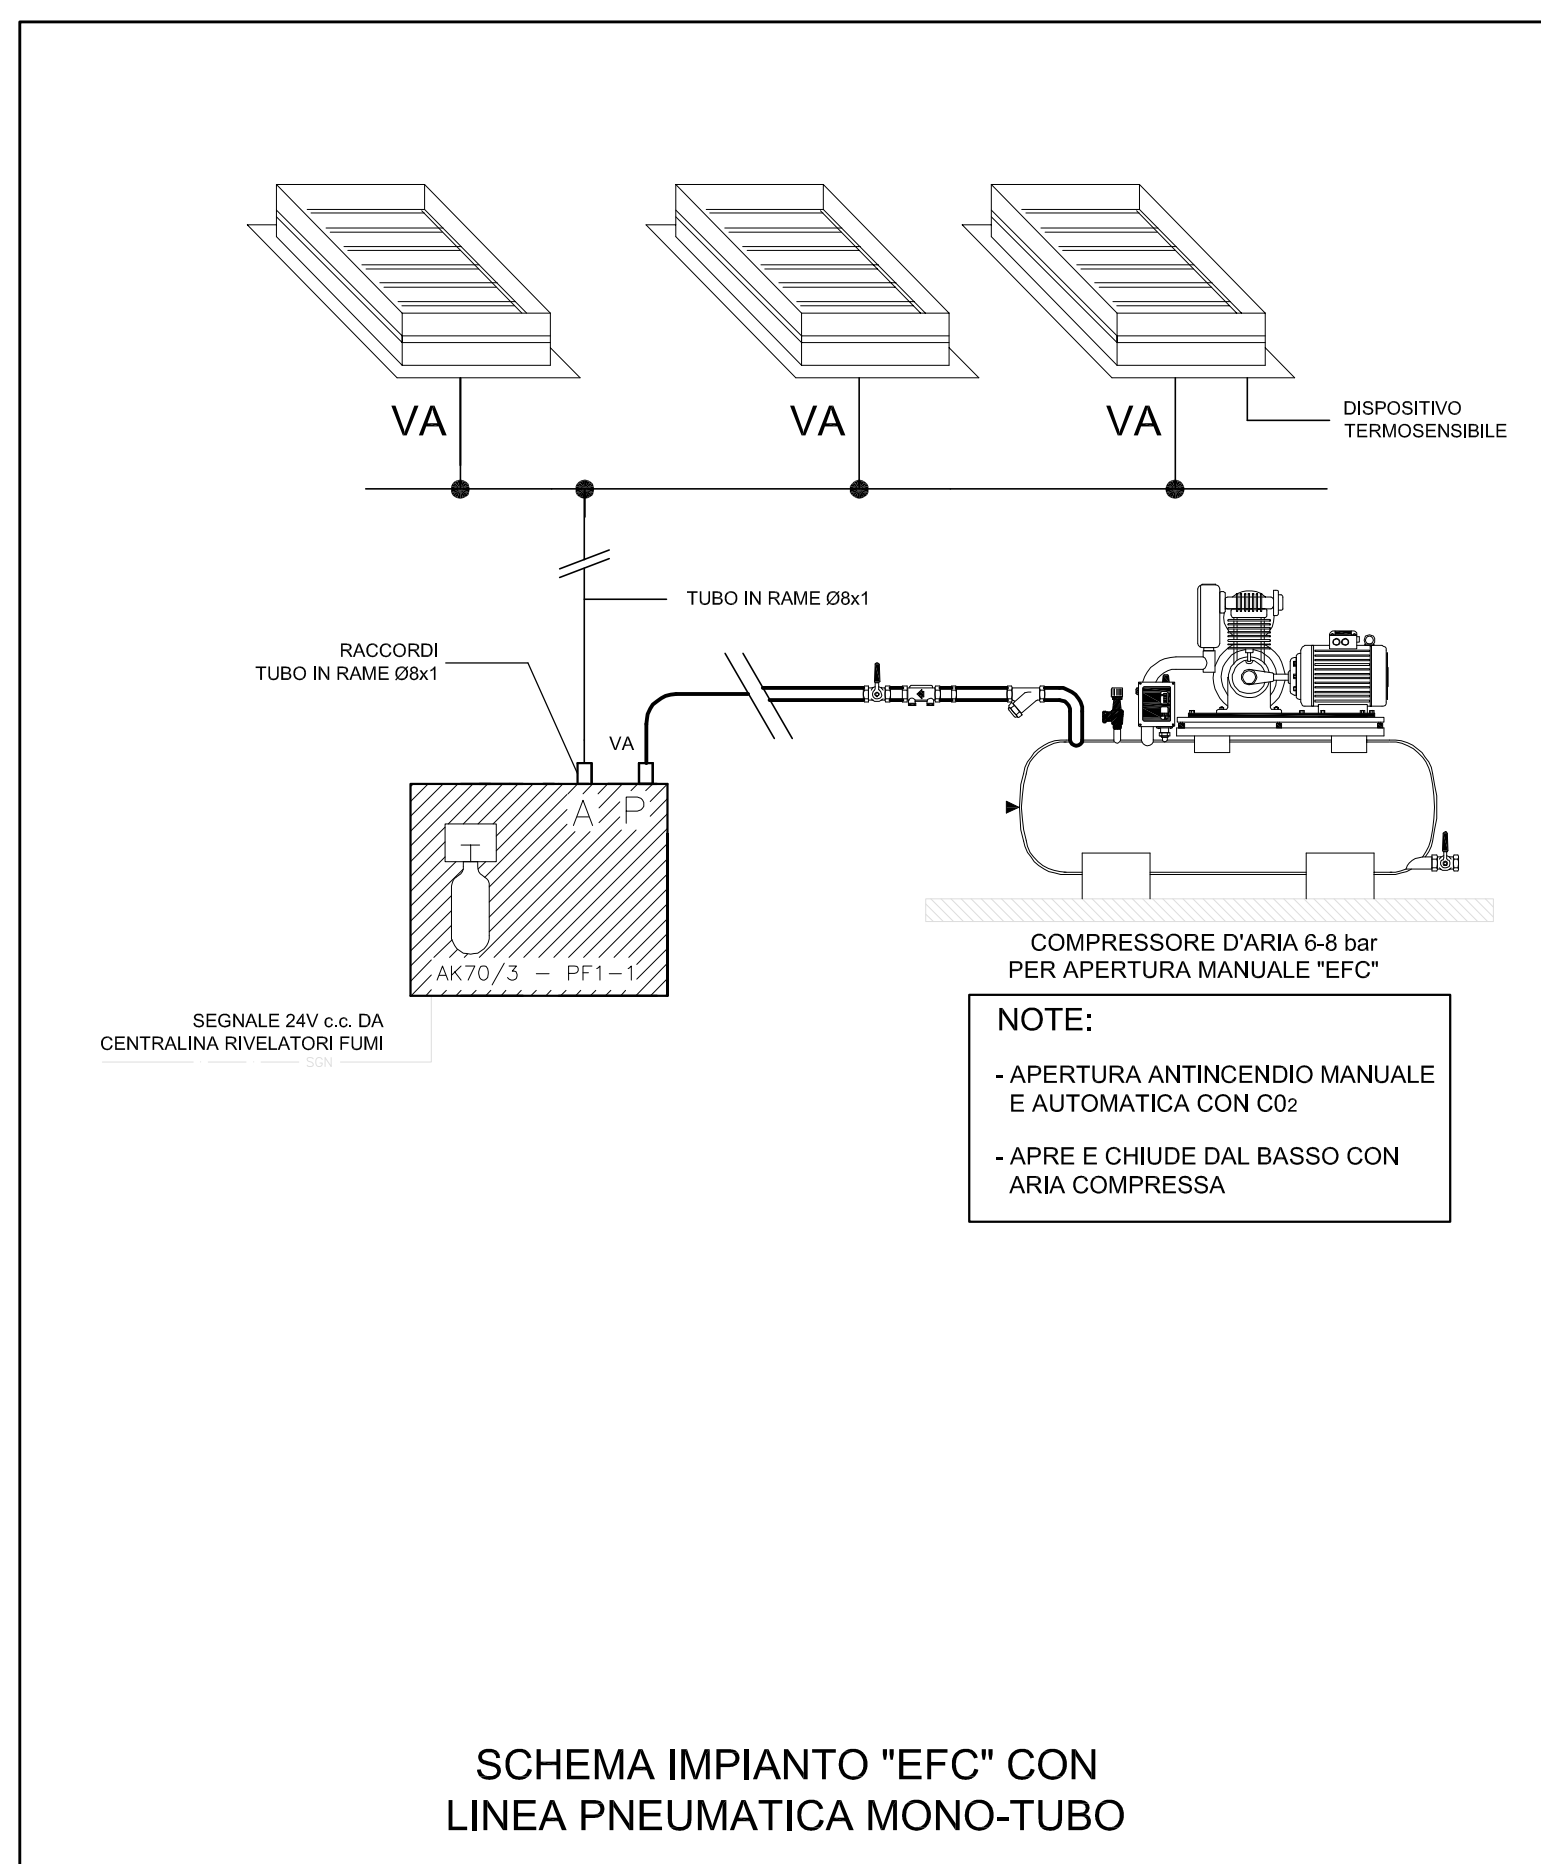 VA
VA
VA
DISPOSITIVO
TERMOSENSIBILE
TUBO IN RAME Ø8x1
RACCORDI
TUBO IN RAME Ø8x1
VA
A P
AK70/3 - PF1-1
SEGNALE 24V c.c. DA
CENTRALINA RIVELATORI FUMI
SGN
COMPRESSORE D'ARIA 6-8 bar
PER APERTURA MANUALE "EFC"
NOTE:
- APERTURA ANTINCENDIO MANUALE
E AUTOMATICA CON C02
- APRE E CHIUDE DAL BASSO CON
ARIA COMPRESSA
SCHEMA IMPIANTO "EFC" CON
LINEA PNEUMATICA MONO-TUBO